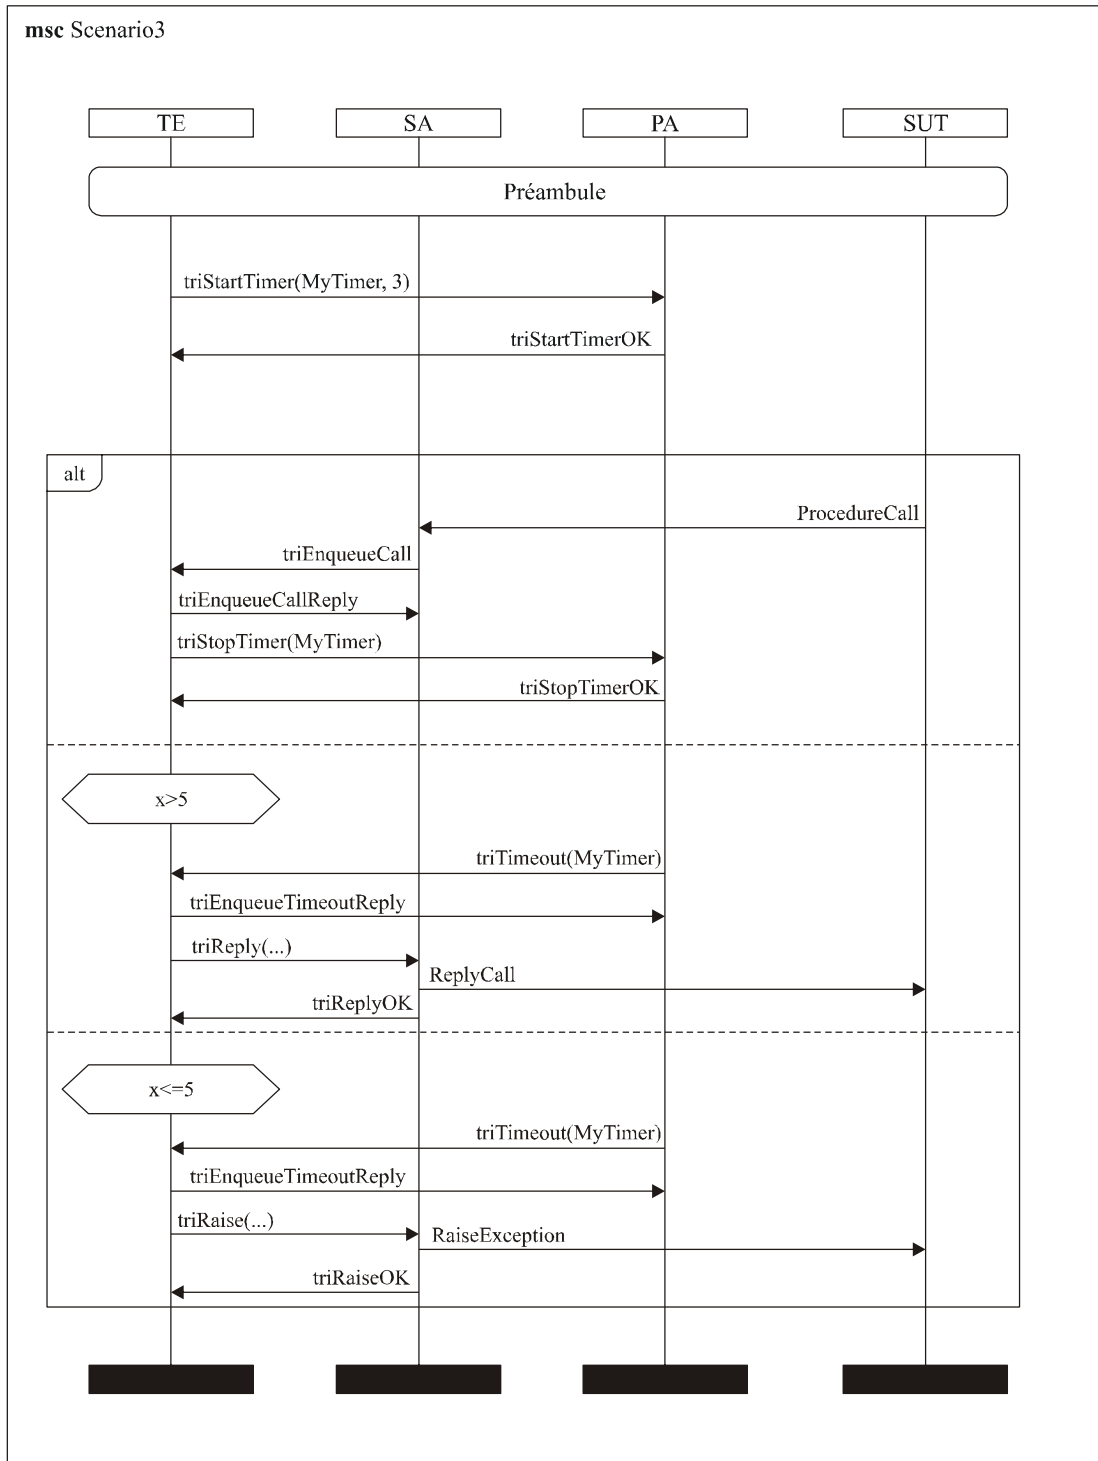 msc Scenario3
TE SA PA SUT
Préambule
triStartTimer(MyTimer, 3)
triStartTimerOK
alt
ProcedureCall
triEnqueueCall
triEnqueueCallReply
triStopTimer(MyTimer)
triStopTimerOK
x>5
triTimeout(MyTimer)
triEnqueueTimeoutReply
triReply(...)
ReplyCall
triReplyOK
x<=5
triTimeout(MyTimer)
triEnqueueTimeoutReply
triRaise(...)
RaiseException
triRaiseOK